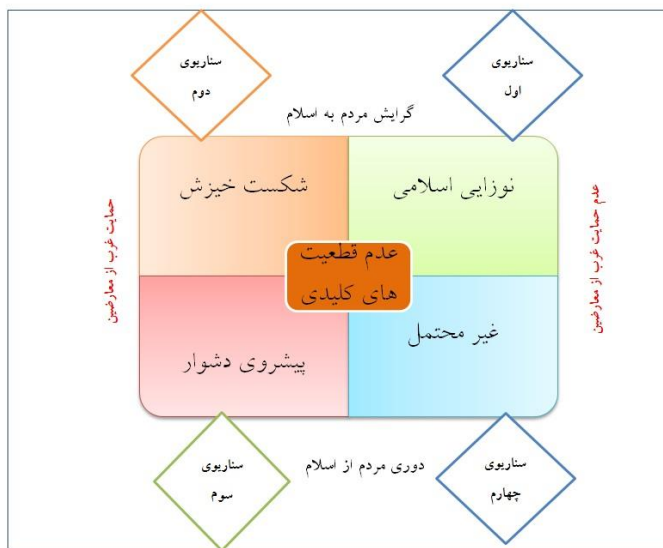 سناریوی
اول
سناریوی
دوم
گرایش مردم به اسلام
نوزایی اسلامی
شکست خیزش
عدم حمایت غرب از معارضین
حمایت غرب از معارضین
عدم قطعیت
های کلیدی
غیر محتمل
پیشروی دشوار
دوری مردم از اسلام
سناریوی
چهارم
سناریوی
سوم